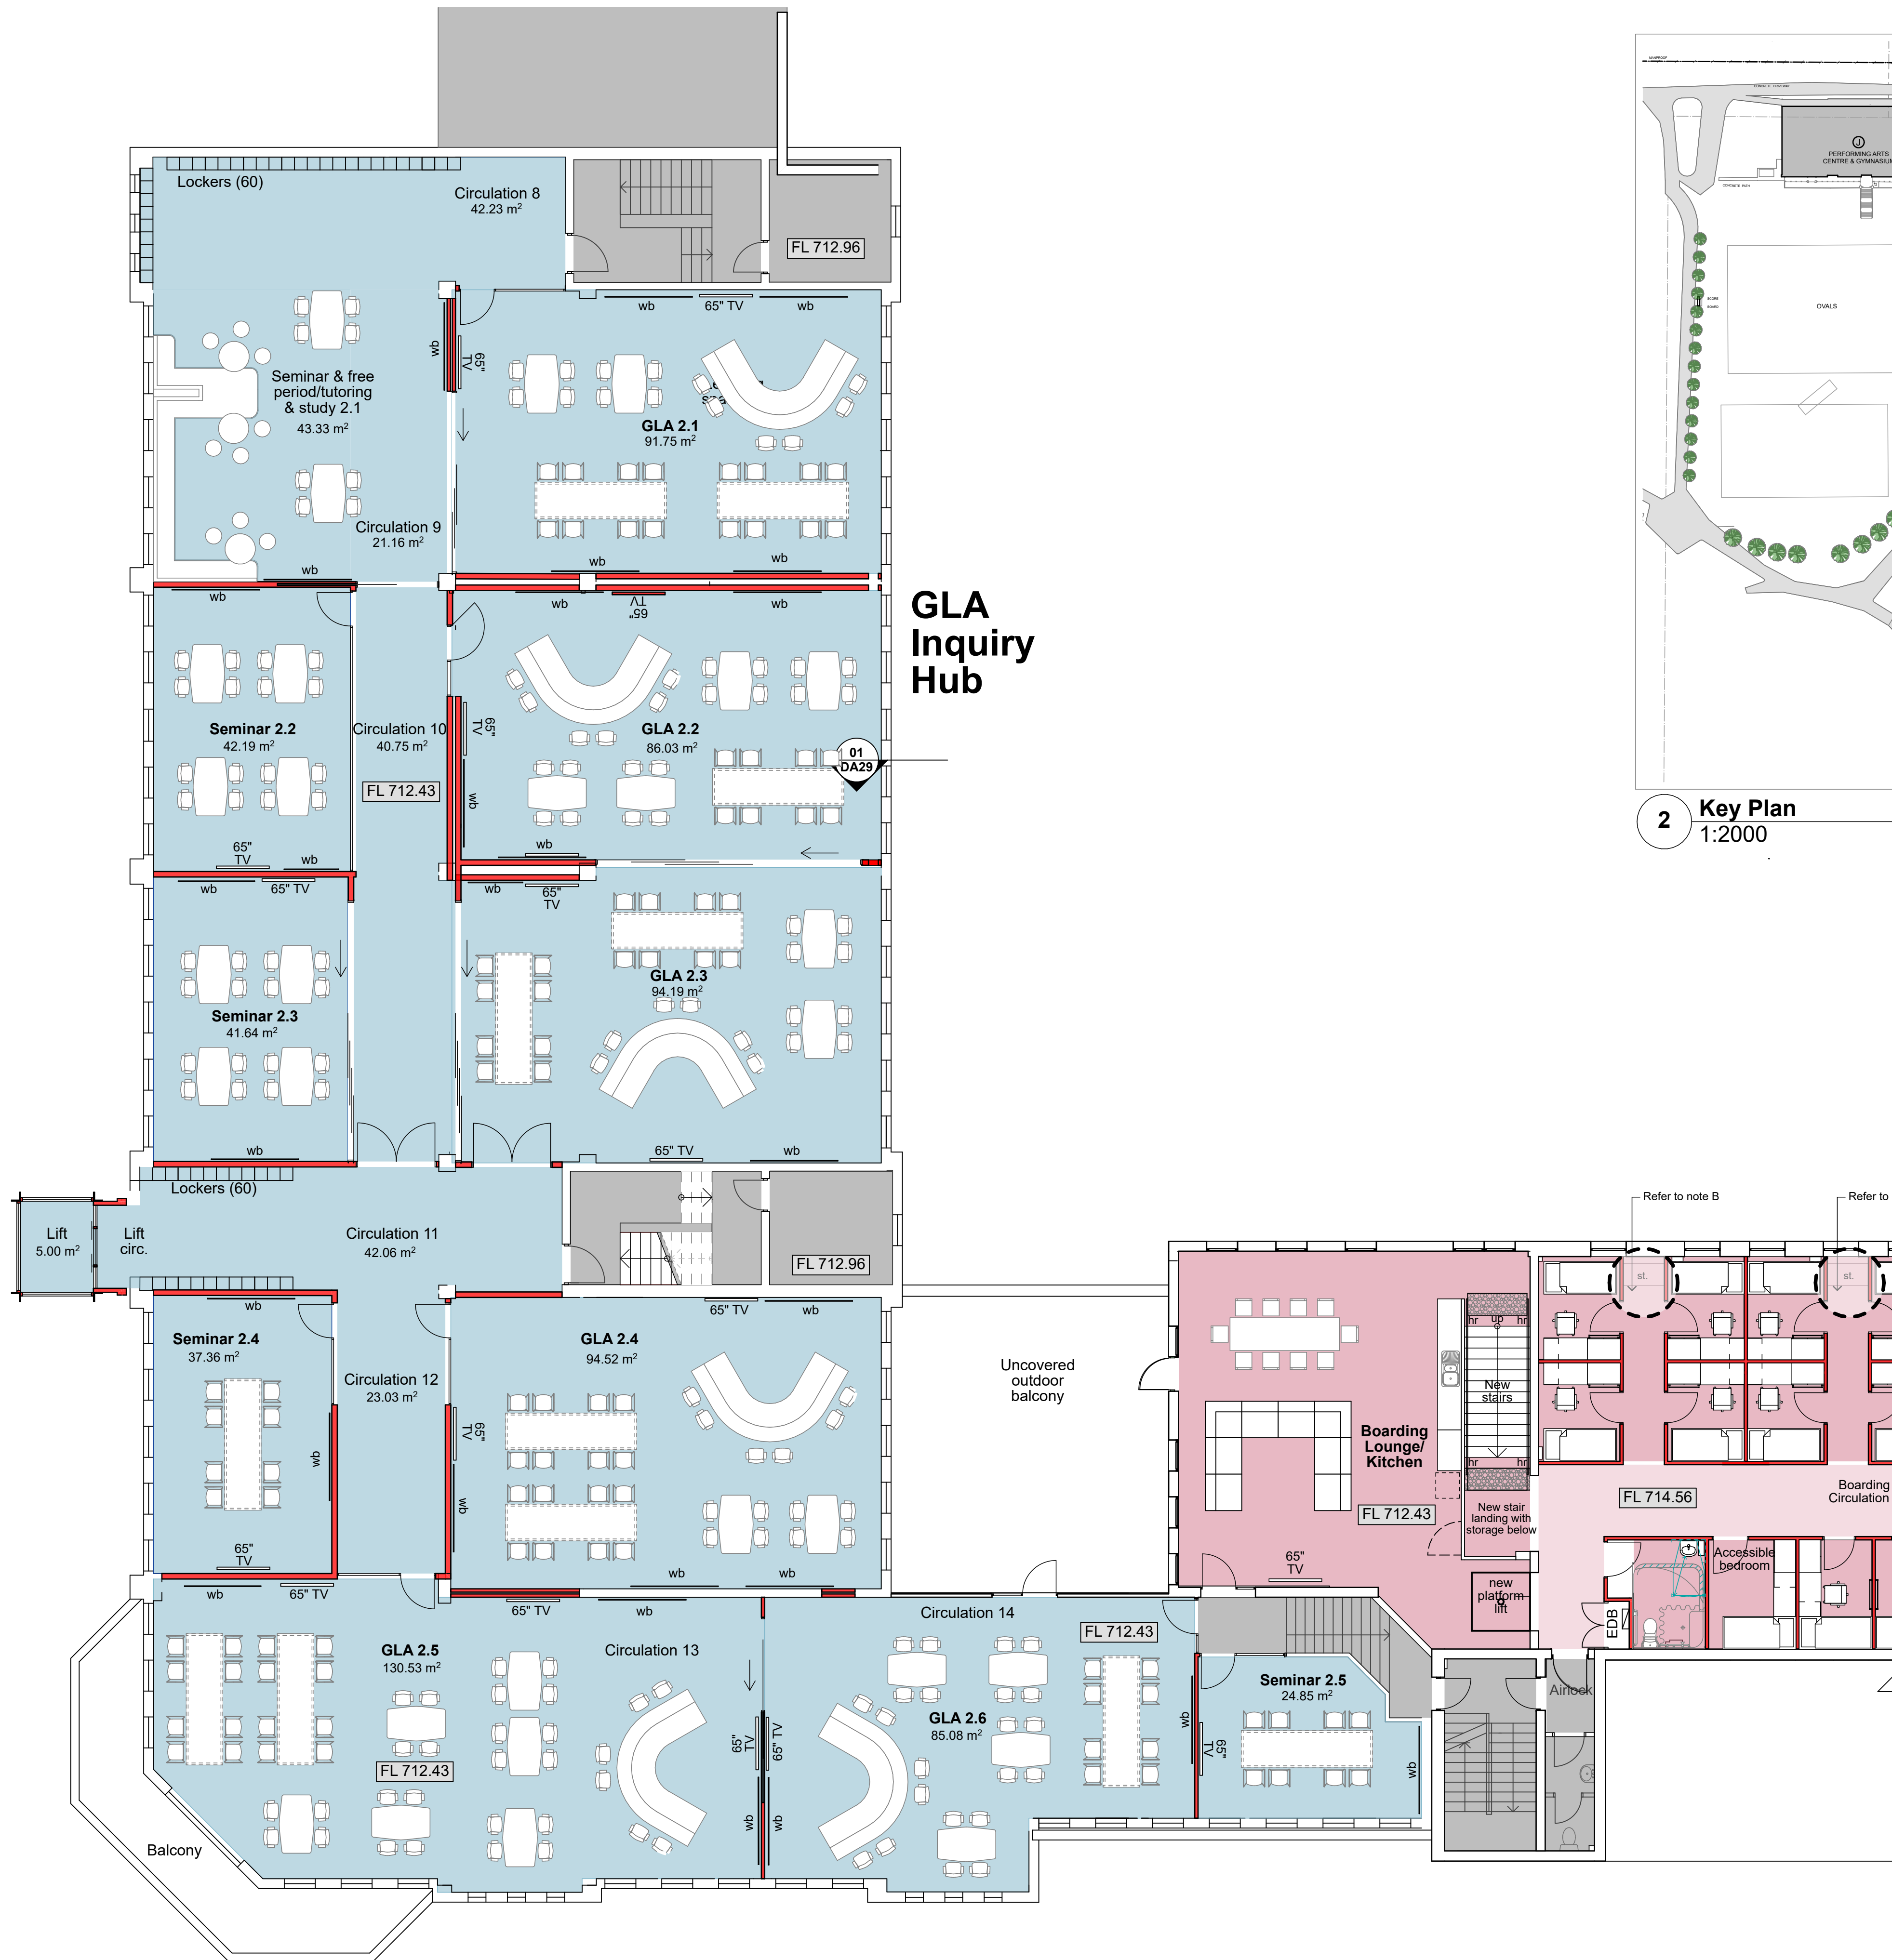 Lockers (60)
Circulation 8
42.23 m²
FL 712.96
wb
65" TV
wb
wb
65"
TV
Seminar & free
period/tutoring
& study 2.1
43.33 m²
GLA 2.1
91.75 m²
Circulation 9
21.16 m²
wb
wb
wb
wb
wb
65"
TV
wb
GLA
Inquiry
Hub
Seminar 2.2
42.19 m²
Circulation 10
40.75 m²
FL 712.43
65"
TV
wb
GLA 2.2
86.03 m²
01
DA29
65"
TV
wb
wb
wb
65" TV
wb
65"
TV
GLA 2.3
94.19 m²
Seminar 2.3
41.64 m²
wb
65" TV
wb
Lockers (60)
Lift
5.00 m²
Lift
circ.
Circulation 11
42.06 m²
FL 712.96
wb
65" TV
wb
Seminar 2.4
37.36 m²
GLA 2.4
94.52 m²
Circulation 12
23.03 m²
wb
65"
TV
wb
65"
TV
wb
wb
wb
65" TV
65" TV
wb
GLA 2.5
130.53 m²
Circulation 13
FL 712.43
65"
TV
wb
65" TV
wb
Balcony
Uncovered
outdoor
balcony
Circulation 14
FL 712.43
GLA 2.6
85.08 m²
wb
Seminar 2.5
24.85 m²
65"
TV
wb
Boarding
Lounge/
Kitchen
FL 712.43
65"
TV
hr
up
hr
New
stairs
hr
hr
New stair
landing with
storage below
new
platform
lift
Refer to note B
Refer to
st.
st.
FL 714.56
Boarding
Circulation
Accessible
bedroom
EDB
Airlock
MANPROOF
CONCRETE DRIVEWAY
J
PERFORMING ARTS
CENTRE & GYMNASIUM
CONCRETE PATH
SCORE
BOARD
OVALS
2
Key Plan
1:2000